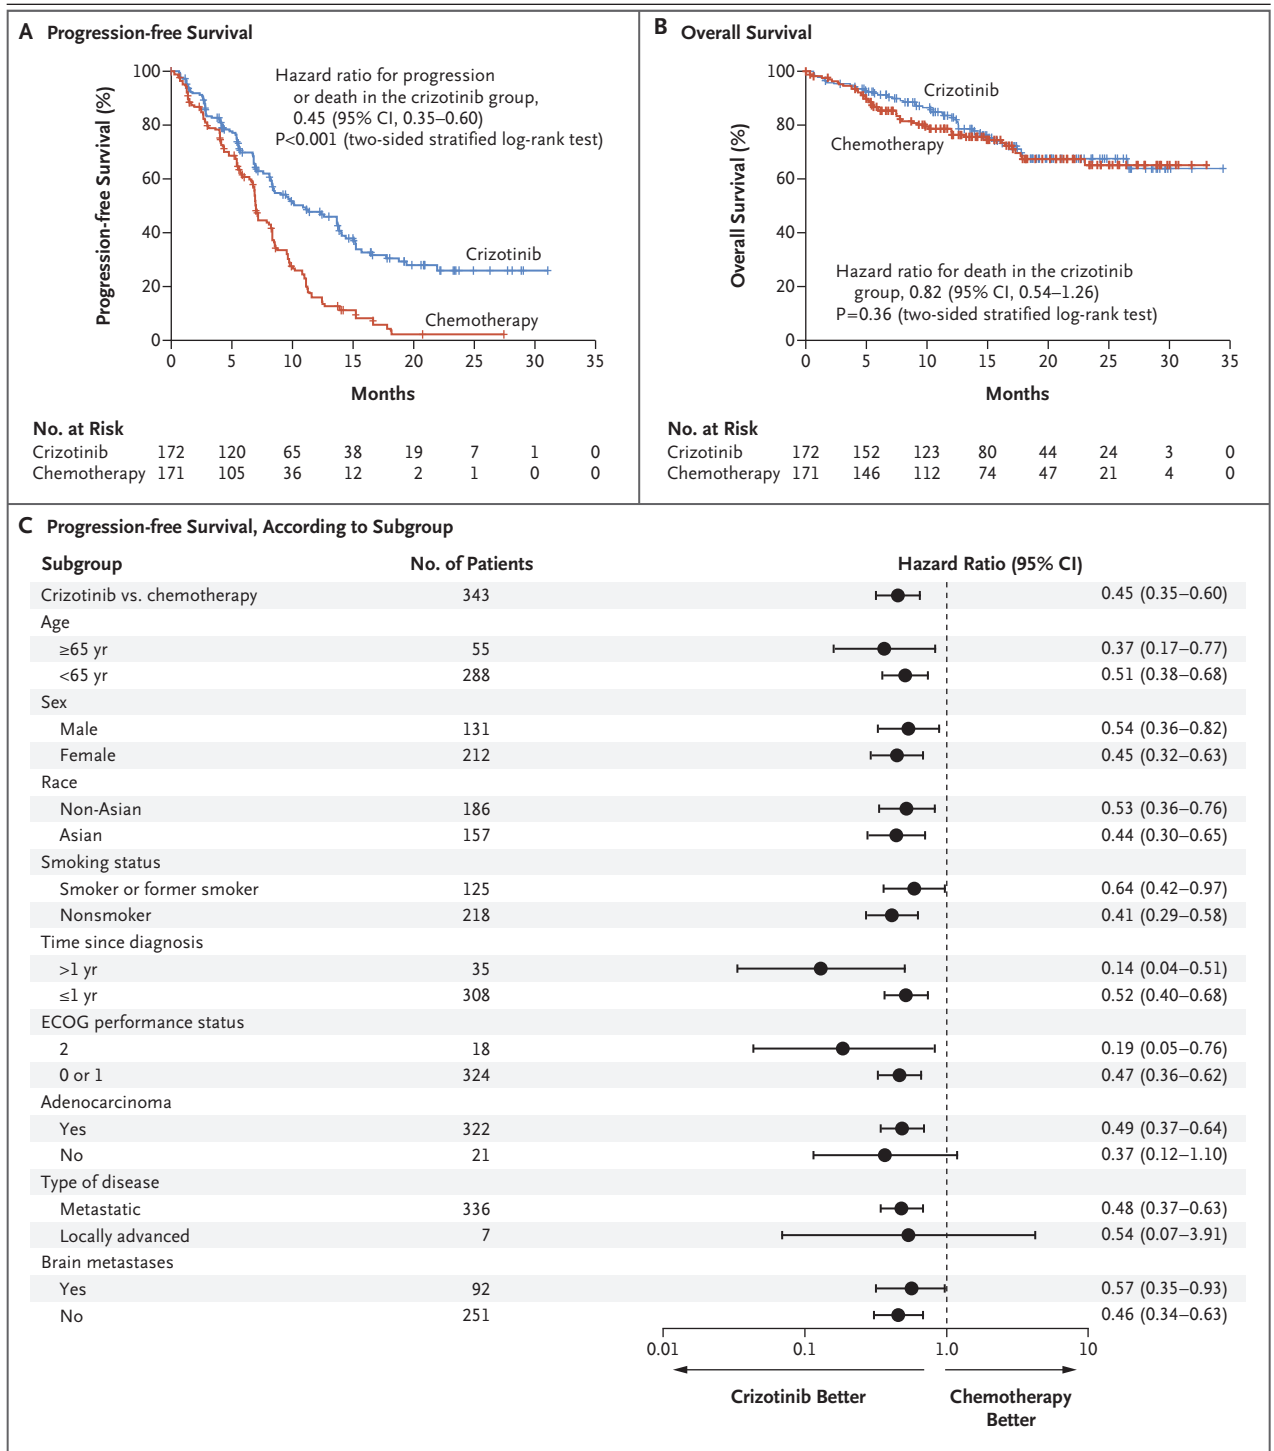 A Progression-free Survival
Progression-free Survival (%)
100
80
60
40
20
0
Hazard ratio for progression
or death in the crizotinib group,
0.45 (95% CI, 0.35–0.60)
P<0.001 (two-sided stratified log-rank test)
Crizotinib
Chemotherapy
0 5 10 15 20 25 30 35
Months
No. at Risk
Crizotinib 172 120 65 38 19 7 1 0
Chemotherapy 171 105 36 12 2 1 0 0
B Overall Survival
Overall Survival (%)
100
80
60
40
20
0
Crizotinib
Chemotherapy
Hazard ratio for death in the crizotinib
group, 0.82 (95% CI, 0.54–1.26)
P=0.36 (two-sided stratified log-rank test)
0 5 10 15 20 25 30 35
Months
No. at Risk
Crizotinib 172 152 123 80 44 24 3 0
Chemotherapy 171 146 112 74 47 21 4 0
C Progression-free Survival, According to Subgroup
Subgroup No. of Patients Hazard Ratio (95% CI)
Crizotinib vs. chemotherapy 343 0.45 (0.35–0.60)
Age
≥65 yr 55 0.37 (0.17–0.77)
<65 yr 288 0.51 (0.38–0.68)
Sex
Male 131 0.54 (0.36–0.82)
Female 212 0.45 (0.32–0.63)
Race
Non-Asian 186 0.53 (0.36–0.76)
Asian 157 0.44 (0.30–0.65)
Smoking status
Smoker or former smoker 125 0.64 (0.42–0.97)
Nonsmoker 218 0.41 (0.29–0.58)
Time since diagnosis
>1 yr 35 0.14 (0.04–0.51)
≤1 yr 308 0.52 (0.40–0.68)
ECOG performance status
2 18 0.19 (0.05–0.76)
0 or 1 324 0.47 (0.36–0.62)
Adenocarcinoma
Yes 322 0.49 (0.37–0.64)
No 21 0.37 (0.12–1.10)
Type of disease
Metastatic 336 0.48 (0.37–0.63)
Locally advanced 7 0.54 (0.07–3.91)
Brain metastases
Yes 92 0.57 (0.35–0.93)
No 251 0.46 (0.34–0.63)
0.01 0.1 1.0 10
Crizotinib Better
Chemotherapy
Better